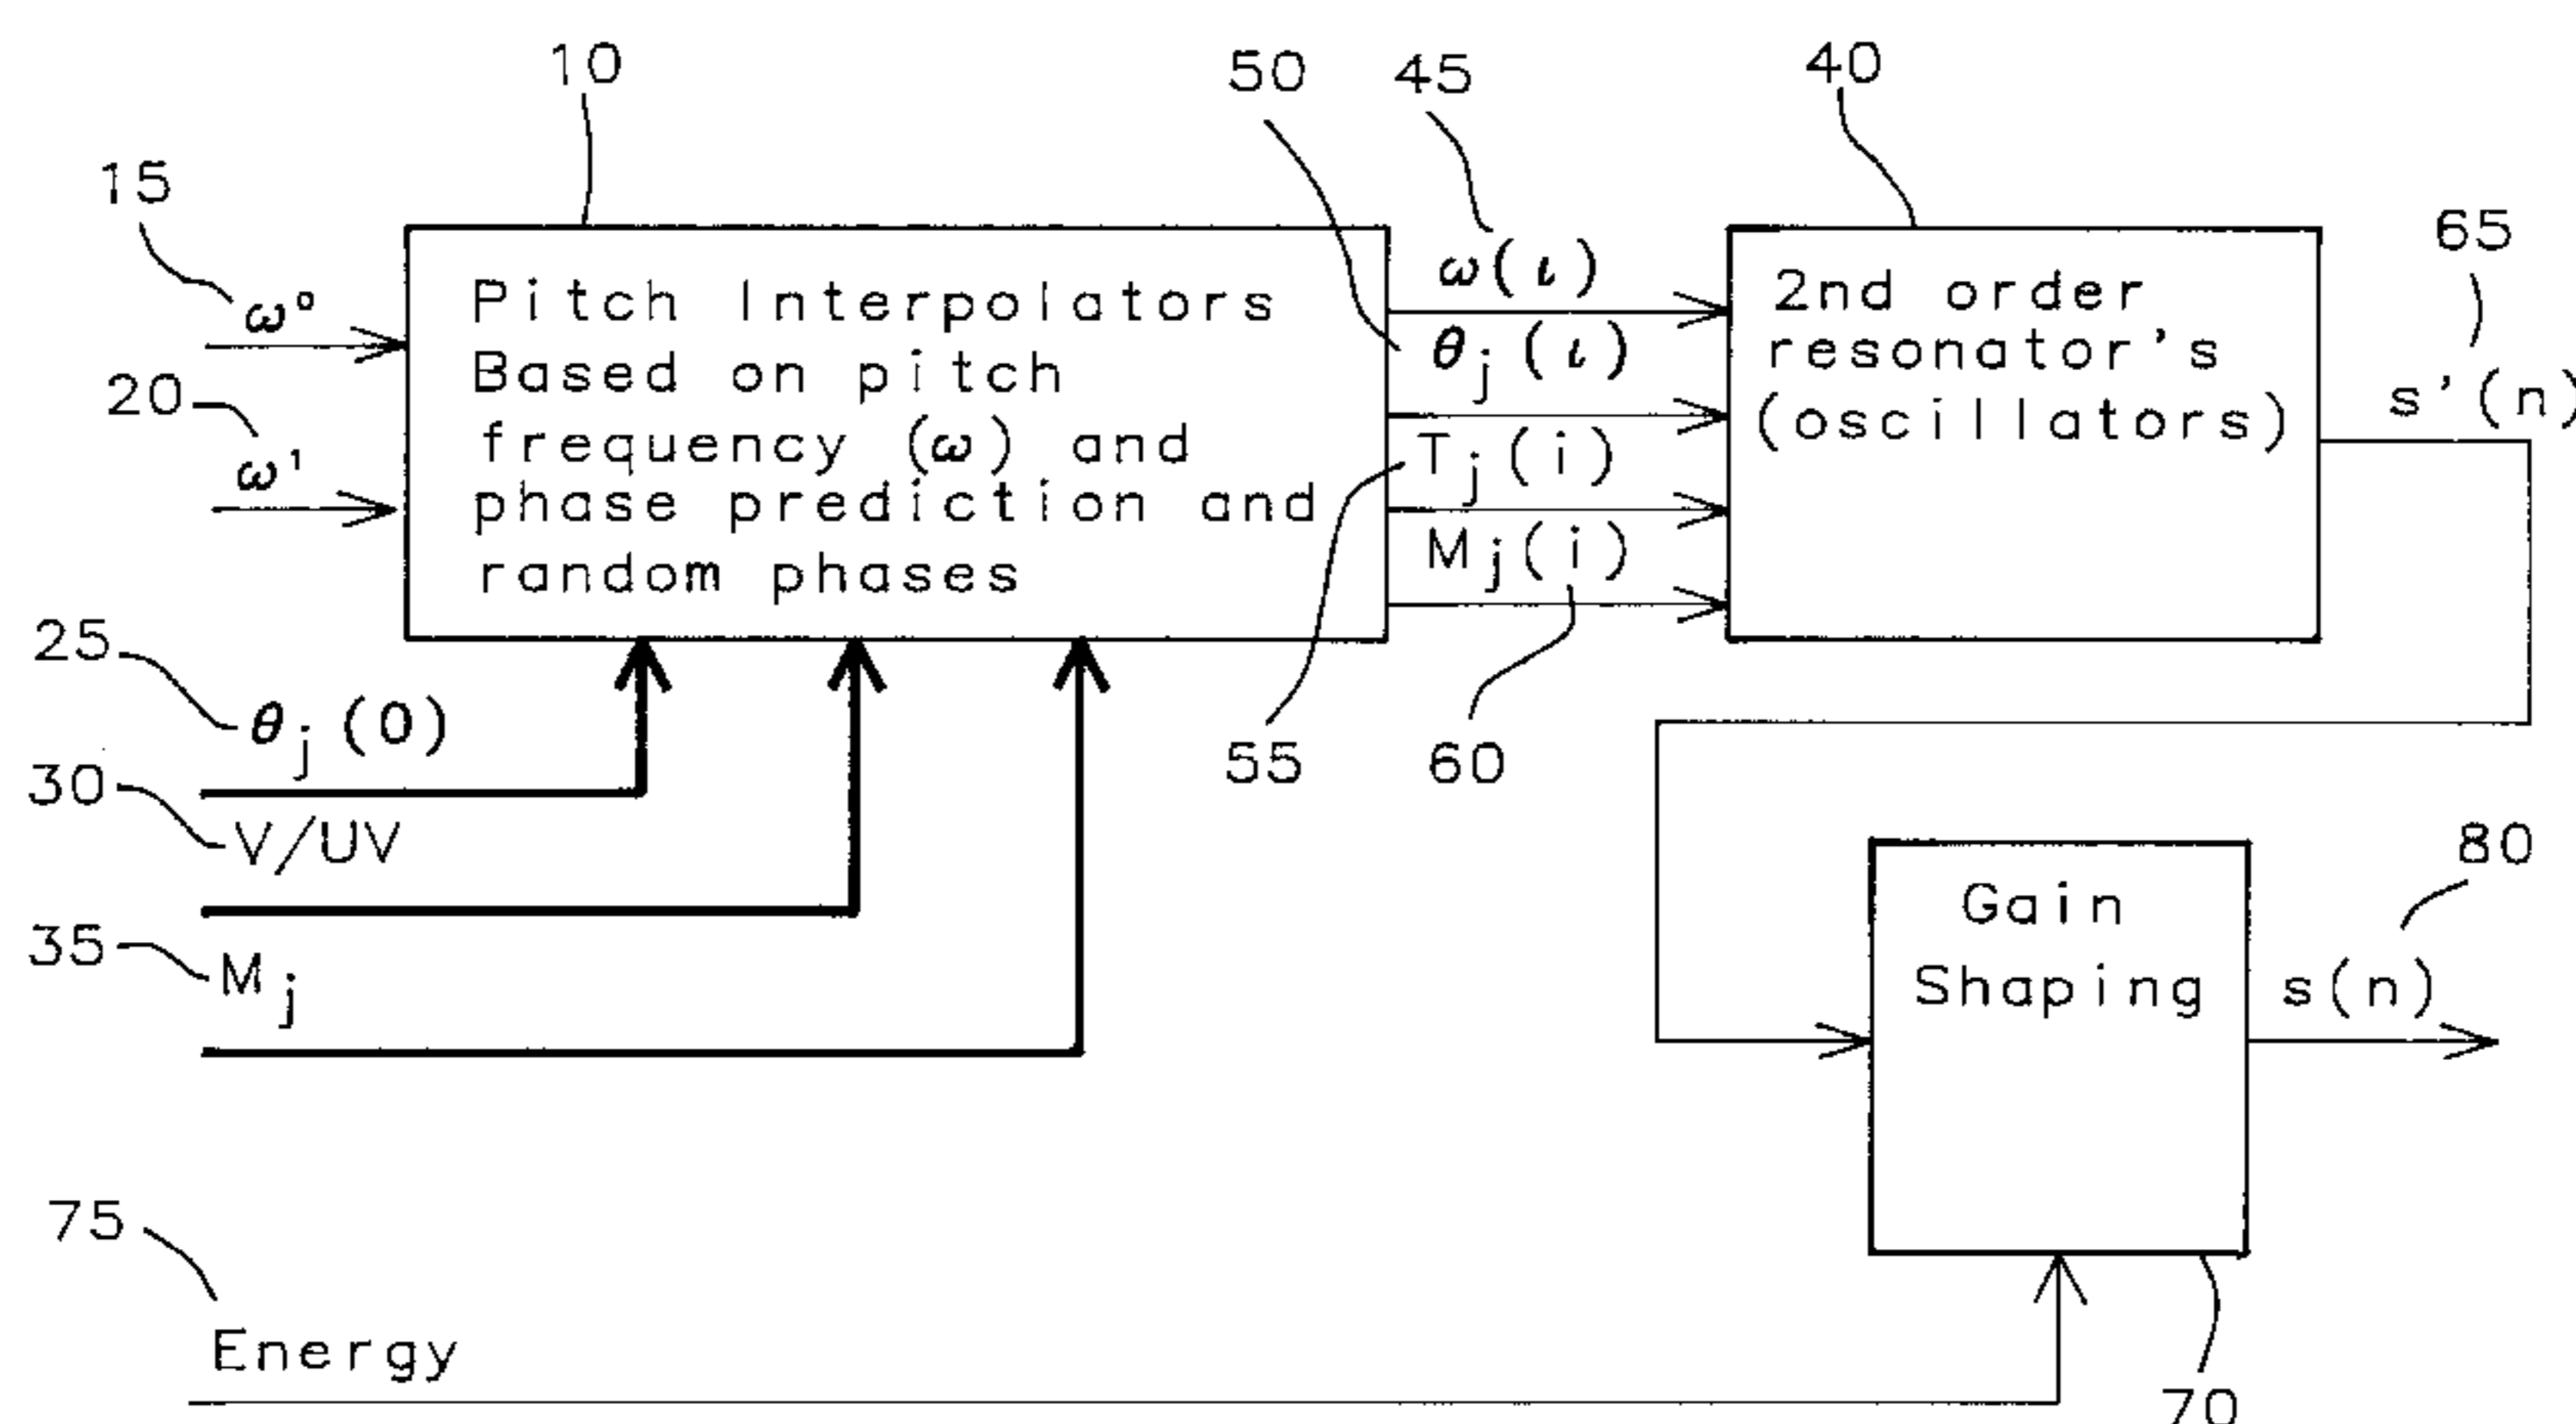 10
50
45
40
15
65
ω°
20
ω'
Pitch Interpolators
Based on pitch
frequency (ω) and
phase prediction and
random phases
ω(ι)
θj(ι)
Tj(i)
Mj(i)
2nd order
resonator's
(oscillators)
s'(n)
25
θj(0)
55
60
30
V/UV
35
Mj
80
Gain
Shaping
s(n)
75
Energy
70